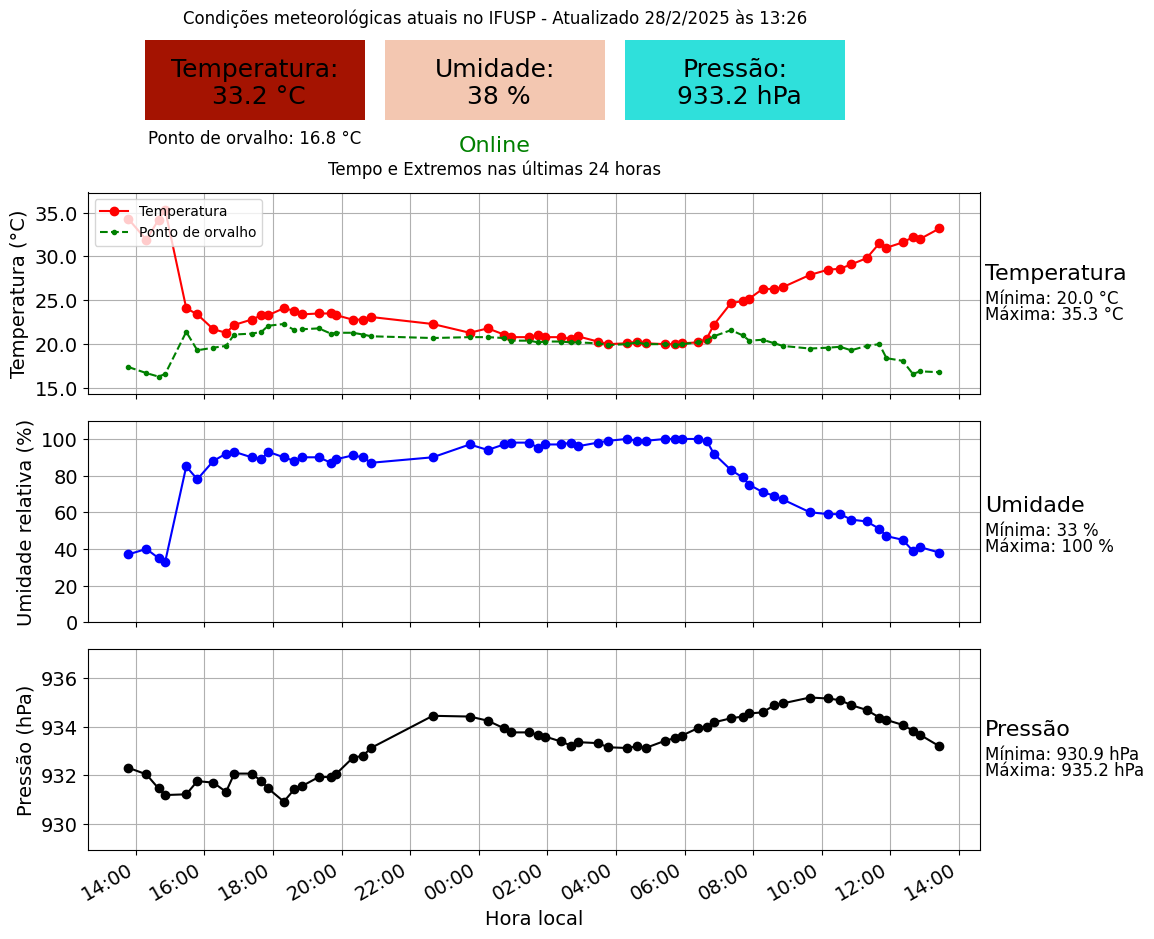 Condições meteorológicas atuais no IFUSP - Atualizado 28/2/2025 às 13:26
Temperatura:
33.2 °C
Umidade:
38 %
Pressão:
933.2 hPa
Ponto de orvalho: 16.8 °C
Online
Tempo e Extremos nas últimas 24 horas
Temperatura (°C)
35.0
30.0
25.0
20.0
15.0
Temperatura
Ponto de orvalho
Temperatura
Mínima: 20.0 °C
Máxima: 35.3 °C
Umidade relativa (%)
100
80
60
40
20
0
Umidade
Mínima: 33 %
Máxima: 100 %
Pressão (hPa)
936
934
932
930
Pressão
Mínima: 930.9 hPa
Máxima: 935.2 hPa
14:00 16:00 18:00 20:00 22:00 00:00 02:00 04:00 06:00 08:00 10:00 12:00 14:00
Hora local